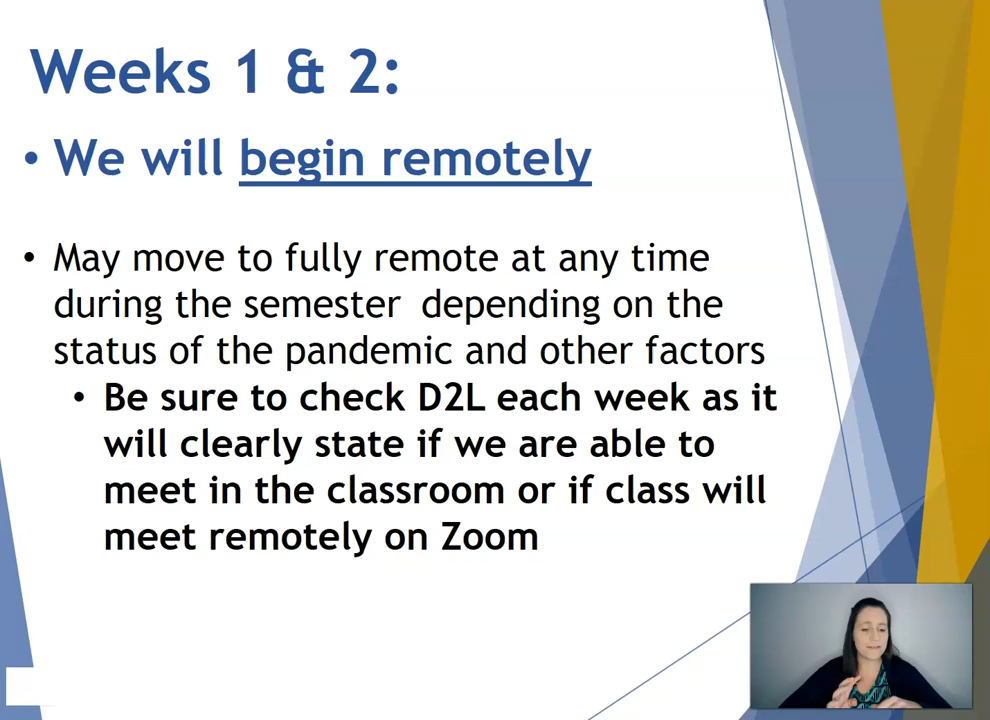 Weeks 1 & 2:
• We will begin remotely
• May move to fully remote at any time
during the semester depending on the
status of the pandemic and other factors
• Be sure to check D2L each week as it
will clearly state if we are able to
meet in the classroom or if class will
meet remotely on Zoom